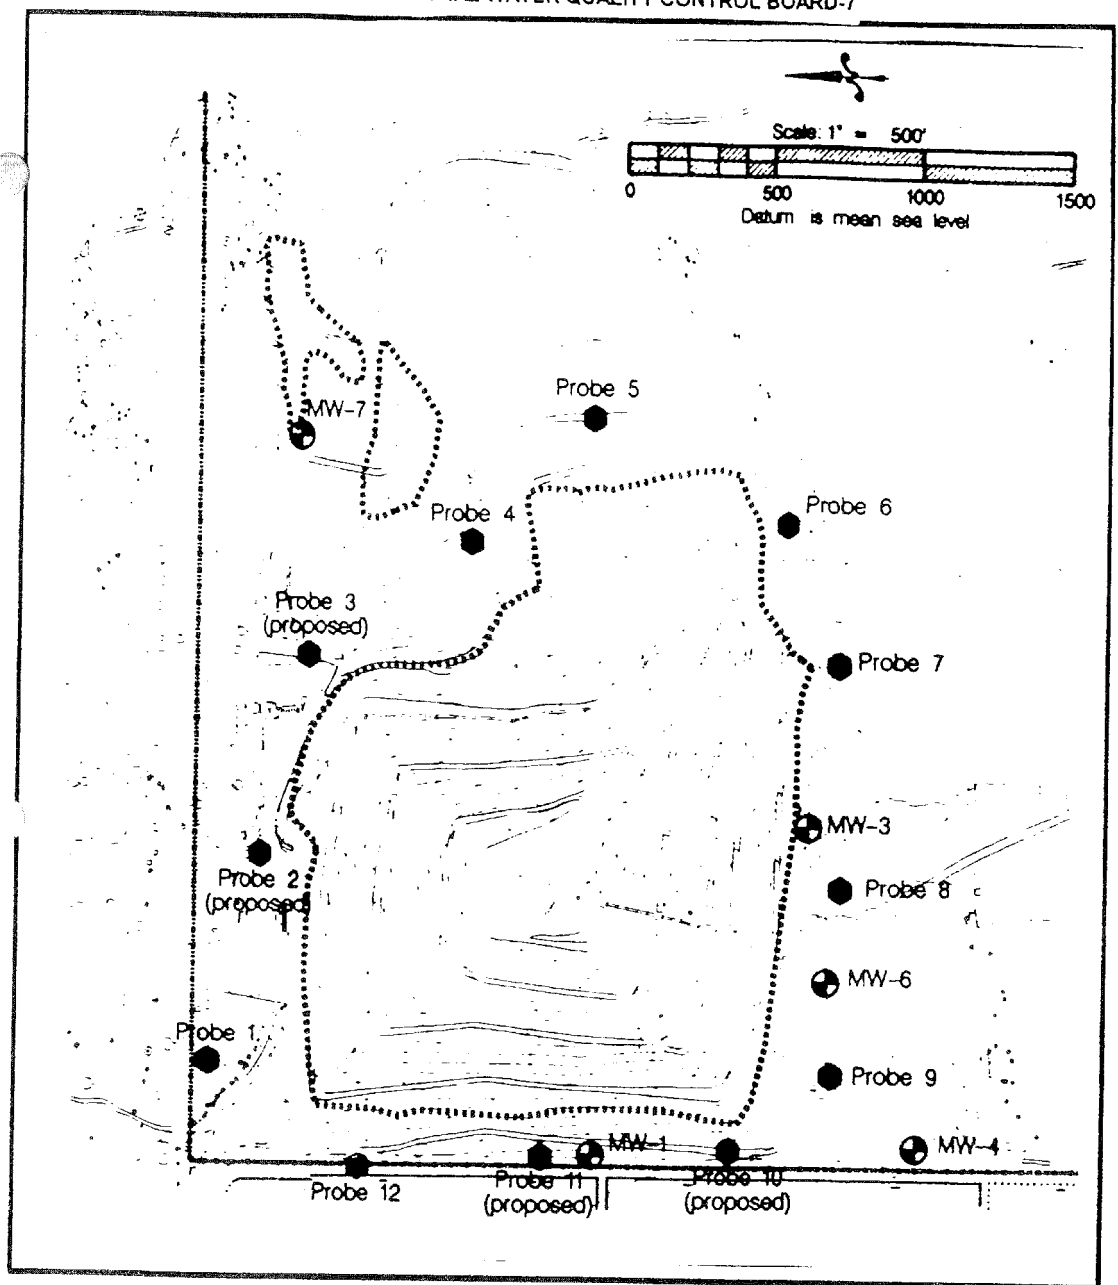 WATER QUALITY CONTROL BOARD-7
Scale: 1" = 500'
0 500 1000 1500
Datum is mean sea level
Probe 5
MW-7
Probe 4
Probe 6
Probe 3
(proposed)
Probe 7
MW-3
Probe 2
(proposed)
Probe 8
MW-6
Probe 1
Probe 9
MW-1
MW-4
Probe 12
Probe 11
(proposed)
Probe 10
(proposed)